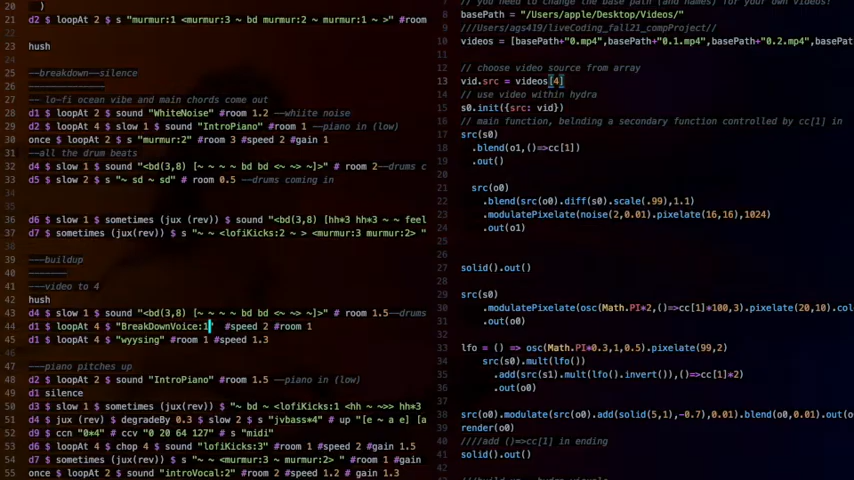 20 )
21 d2 $ loopAt 2 $ s "murmur:1 <murmur:3 ~ bd murmur:2 ~ murmur:1 ~ >" #room
22
23 hush
24
25 --breakdown--silence
26 --------------
27 -- lo-fi ocean vibe and main chords come out
28 d1 $ loopAt 2 $ sound "WhiteNoise" #room 1.2 --whiite noise
29 d2 $ loopAt 4 $ slow 1 $ sound "IntroPiano" #room 1 --piano in (low)
30 once $ loopAt 2 $ s "murmur:2" #room 3 #speed 2 #gain 1
31 --all the drum beats
32 d4 $ slow 1 $ sound "<bd(3,8) [~ ~ ~ ~ bd bd <~ ~> ~]>" # room 2--drums c
33 d5 $ slow 2 $ s "~ sd ~ sd" # room 0.5 --drums coming in
34
35
36 d6 $ slow 1 $ sometimes (jux (rev)) $ sound "<bd(3,8) [hh*3 hh*3 ~ ~ feel
37 d7 $ sometimes (jux(rev)) $ s "~ ~ <lofiKicks:2 ~ > <murmur:3 murmur:2> "
38
39 --buildup
40 -------
41 ---video to 4
42 hush
43 d4 $ slow 1 $ sound "<bd(3,8) [~ ~ ~ ~ bd bd <~ ~> ~]>" # room 1.5--drums
44 d1 $ loopAt 4 $ "BreakDownVoice:1" #speed 2 #room 1
45 d1 $ loopAt 4 $ "wyysing" #room 1 #speed 1.3
46
47 ---piano pitches up
48 d2 $ loopAt 2 $ sound "IntroPiano" # room 1.5 --piano in (low)
49 d1 silence
50 d3 $ slow 1 $ sometimes (jux (rev)) $ s "~ bd ~ <lofiKicks:1 <hh ~ ~>> hh*3
51 d4 $ jux (rev) $ degradeBy 0.3 $ slow 2 $ s "jvbass*4" # up "[e ~ a e] [a
52 d9 $ ccn "0*4" # ccv "0 20 64 127" # s "midi"
53 d6 $ loopAt 4 $ chop 4 $ sound "lofiKicks:3" #room 1 #speed 2 #gain 1.5
54 d7 $ sometimes (jux(rev)) $ s "~ ~ <murmur:3 ~ murmur:2> " # room 1 #gain
55 once $ loopAt 2 $ sound "introVocal:2" #room 2 #speed 1.2 # gain 1.3
7 // you need to change the base path (and names) for your own videos!
8 basePath = "/Users/apple/Desktop/Videos/"
9 ///Users/ags419/liveCoding_fall21_compProject//
10 videos = [basePath+"0.mp4",basePath+"0.1.mp4",basePath+"0.2.mp4",basePat
11
12 // choose video source from array
13 vid.src = videos[4]
14 // use video within hydra
15 s0.init({src: vid})
16 // main function, belnding a secondary function controlled by cc[1] in
17 src(s0)
18 .blend(o1,()=>cc[1])
19 .out()
20
21 src(o0)
22 .blend(src(o0).diff(s0).scale(.99),1.1)
23 .modulatePixelate(noise(2,0.01).pixelate(16,16),1024)
24 .out(o1)
25
26
27 solid().out()
28
29 src(s0)
30 .modulatePixelate(osc(Math.PI*2,()=>cc[1]*100,3).pixelate(20,10).col
31 .out(o0)
32
33 lfo = () => osc(Math.PI*0.3,1,0.5).pixelate(99,2)
34 src(s0).mult(lfo())
35 .add(src(s1).mult(lfo().invert()),()=>cc[1]*2)
36 .out(o0)
37
38 src(o0).modulate(src(o0).add(solid(5,1),-0.7),0.01).blend(o0,0.01).out(o
39 render(o0)
40 ////add ()=>cc[1] in ending
41 solid().out()
42